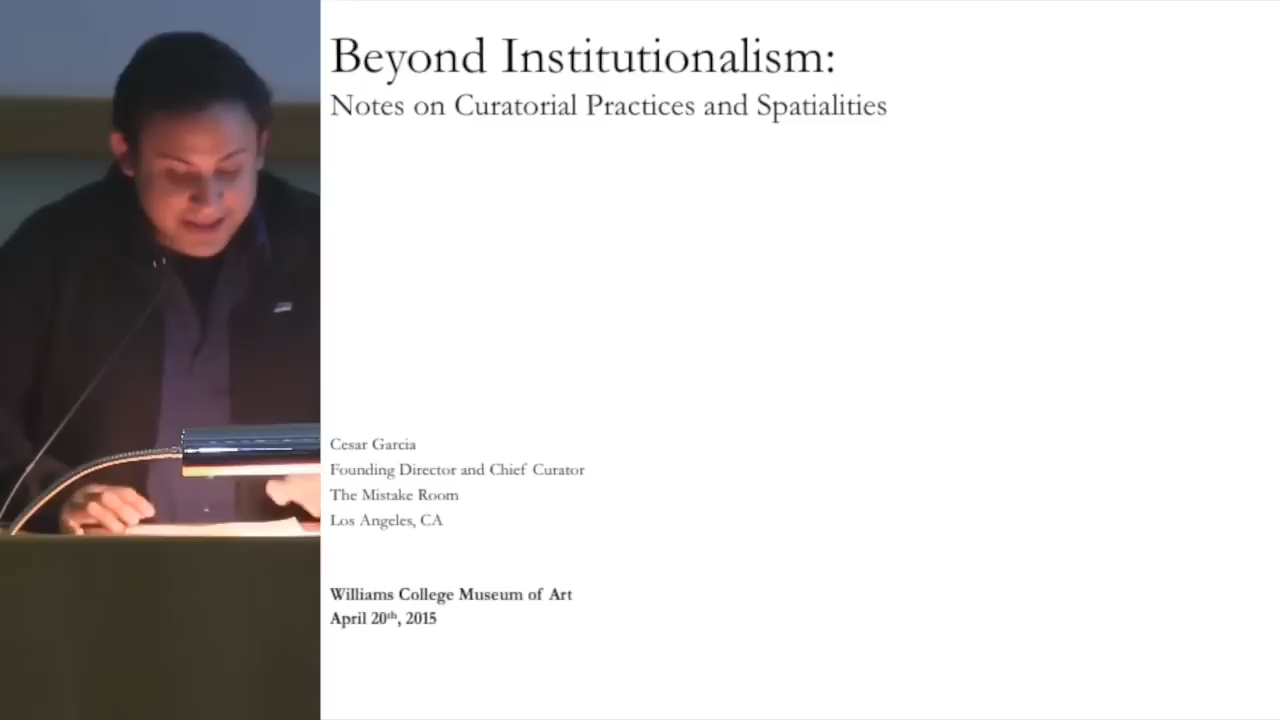 Beyond Institutionalism:
Notes on Curatorial Practices and Spatialities
Cesar Garcia
Founding Director and Chief Curator
The Mistake Room
Los Angeles, CA
Williams College Museum of Art
April 20th, 2015